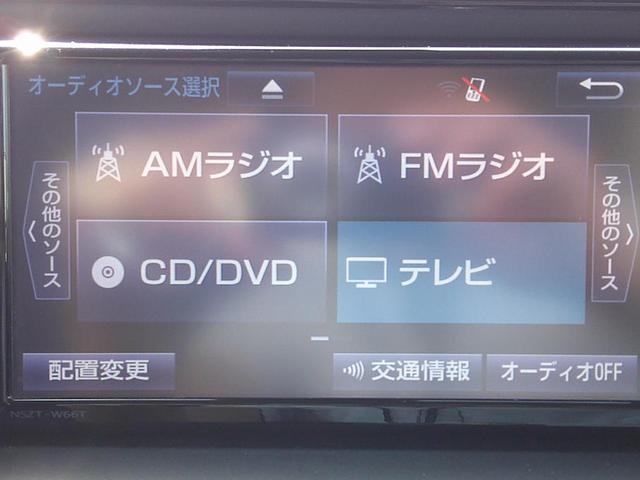 オーディオソース選択
AMラジオ
FMラジオ
その他のソース
その他のソース
CD/DVD
テレビ
配置変更
交通情報
オーディオOFF
NSZT-W66T